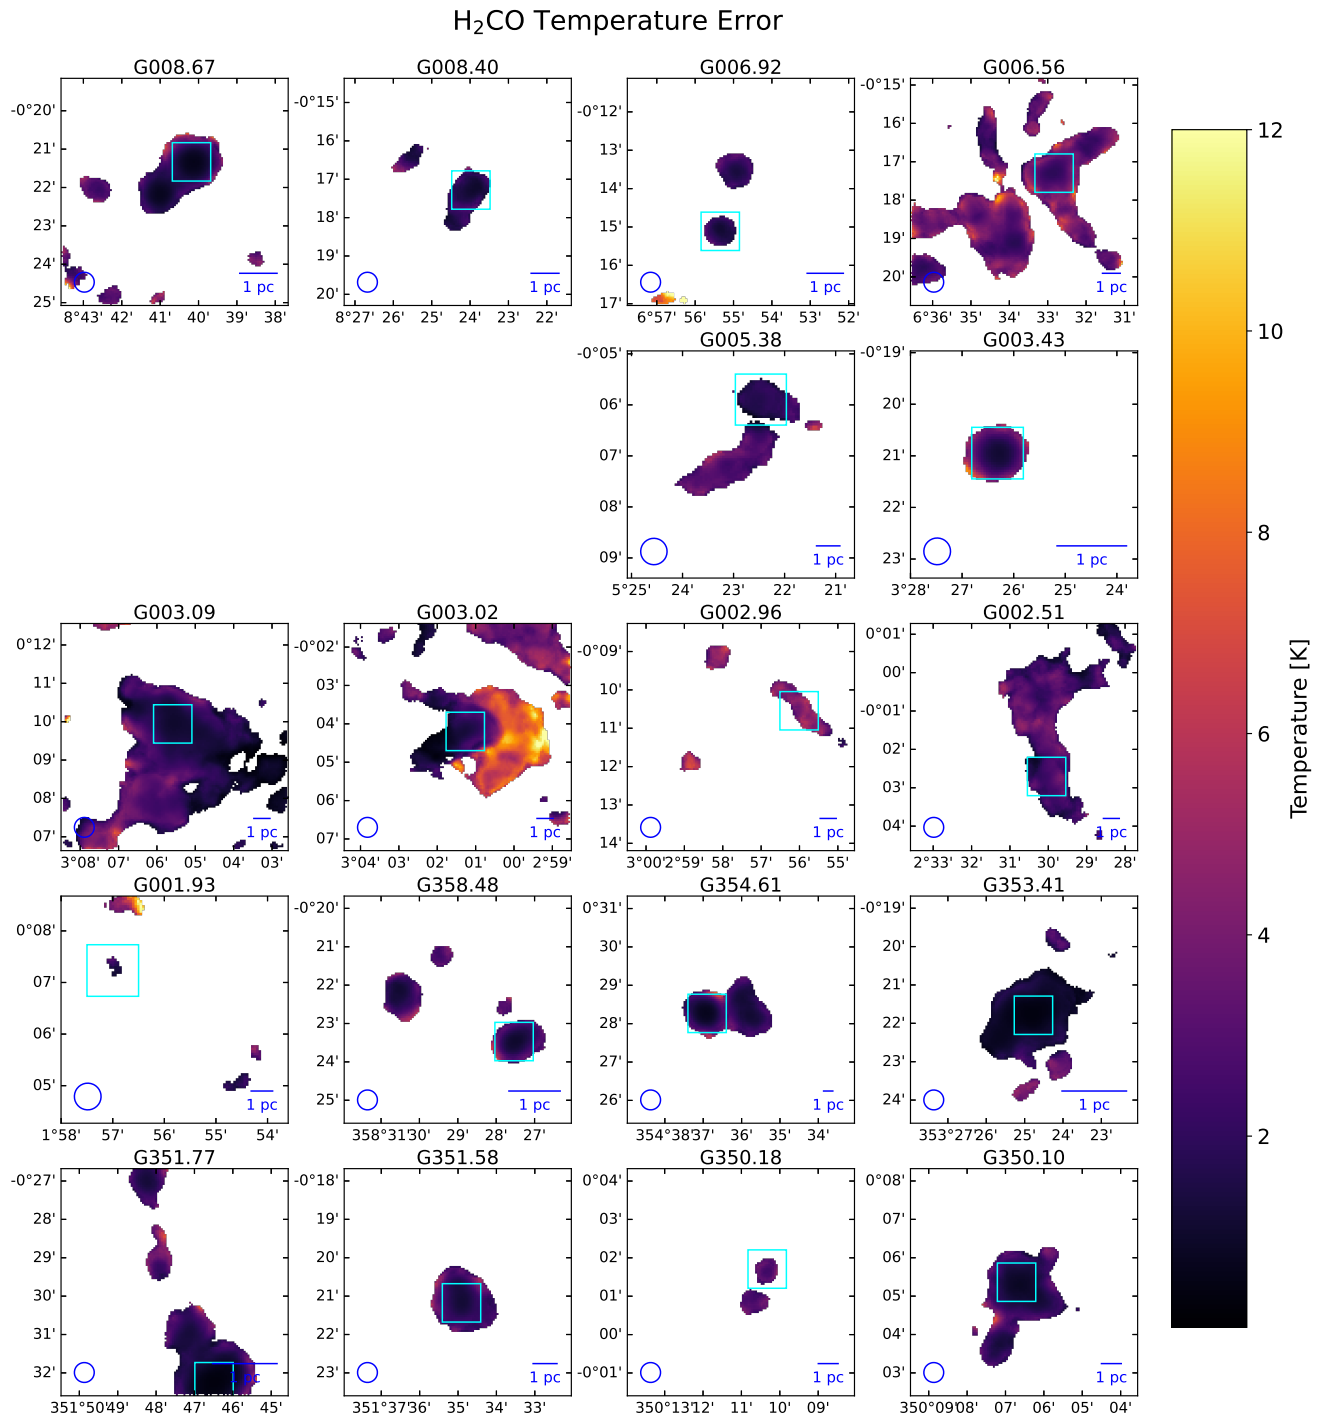 H₂CO Temperature Error
G008.67 G008.40 G006.92 G006.56
-0°20' 21' 22' 23' 24' 25'
8°43' 42' 41' 40' 39' 38'
1 pc
-0°15' 16' 17' 18' 19' 20'
8°27' 26' 25' 24' 23' 22'
1 pc
-0°12' 13' 14' 15' 16' 17'
6°57' 56' 55' 54' 53' 52'
1 pc
-0°15' 16' 17' 18' 19' 20'
6°36' 35' 34' 33' 32' 31'
1 pc
G005.38 G003.43
-0°05' 06' 07' 08' 09'
5°25' 24' 23' 22' 21'
1 pc
-0°19' 20' 21' 22' 23'
3°28' 27' 26' 25' 24'
1 pc
G003.09 G003.02 G002.96 G002.51
0°12' 11' 10' 09' 08' 07'
3°08' 07' 06' 05' 04' 03'
1 pc
-0°02' 03' 04' 05' 06' 07'
3°04' 03' 02' 01' 00' 2°59'
1 pc
-0°09' 10' 11' 12' 13' 14'
3°00' 2°59' 58' 57' 56' 55'
1 pc
0°01' 00' -0°01' 02' 03' 04'
2°33' 32' 31' 30' 29' 28'
1 pc
G001.93 G358.48 G354.61 G353.41
0°08' 07' 06' 05'
1°58' 57' 56' 55' 54'
1 pc
-0°20' 21' 22' 23' 24' 25'
358°31' 30' 29' 28' 27'
1 pc
0°31' 30' 29' 28' 27' 26'
354°38' 37' 36' 35' 34'
1 pc
-0°19' 20' 21' 22' 23' 24'
353°27' 26' 25' 24' 23'
1 pc
G351.77 G351.58 G350.18 G350.10
-0°27' 28' 29' 30' 31' 32'
351°50' 49' 48' 47' 46' 45'
1 pc
-0°18' 19' 20' 21' 22' 23'
351°37' 36' 35' 34' 33'
1 pc
0°04' 03' 02' 01' 00' -0°01'
350°13' 12' 11' 10' 09'
1 pc
0°08' 07' 06' 05' 04' 03'
350°09' 08' 07' 06' 05' 04'
1 pc
12
10
8
6
4
2
Temperature [K]